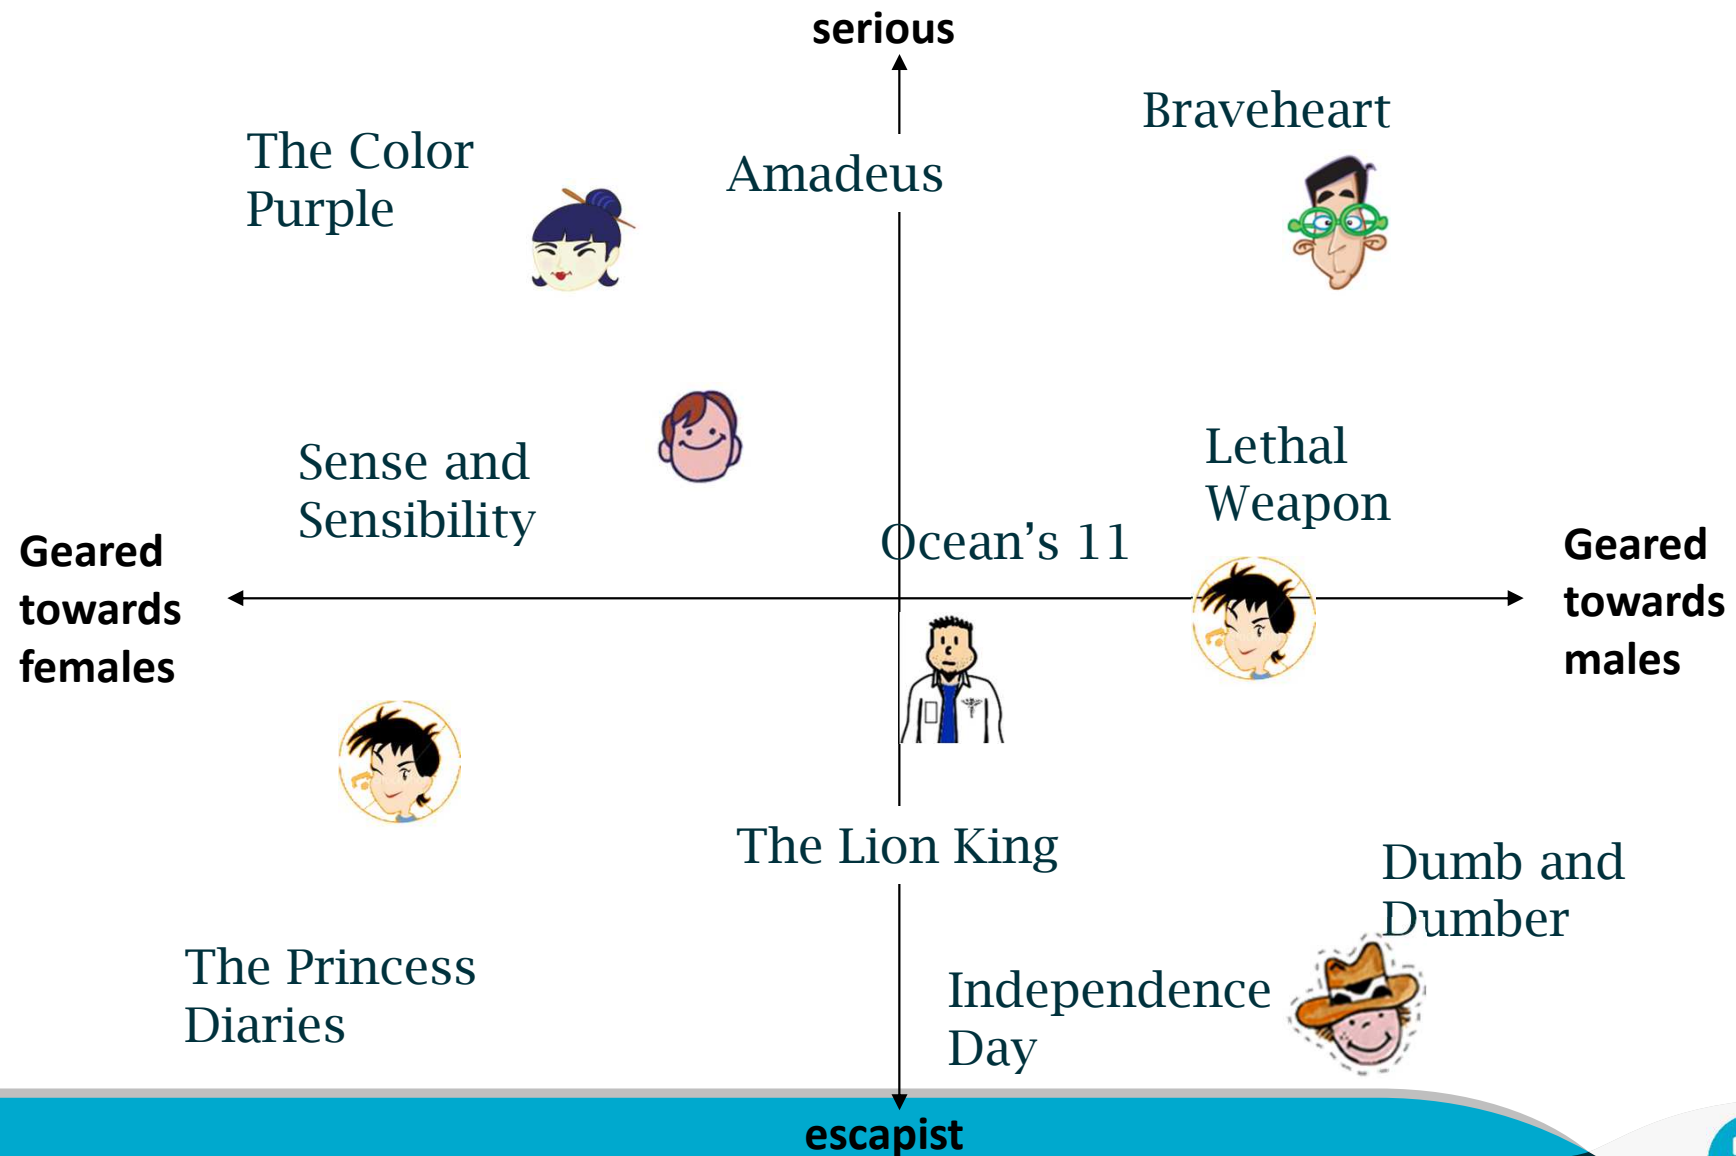 serious
Braveheart
The Color
Purple
Amadeus
Sense and
Sensibility
Lethal
Weapon
Ocean’s 11
Geared
towards
females
Geared
towards
males
The Lion King
Dumb and
Dumber
The Princess
Diaries
Independence
Day
escapist